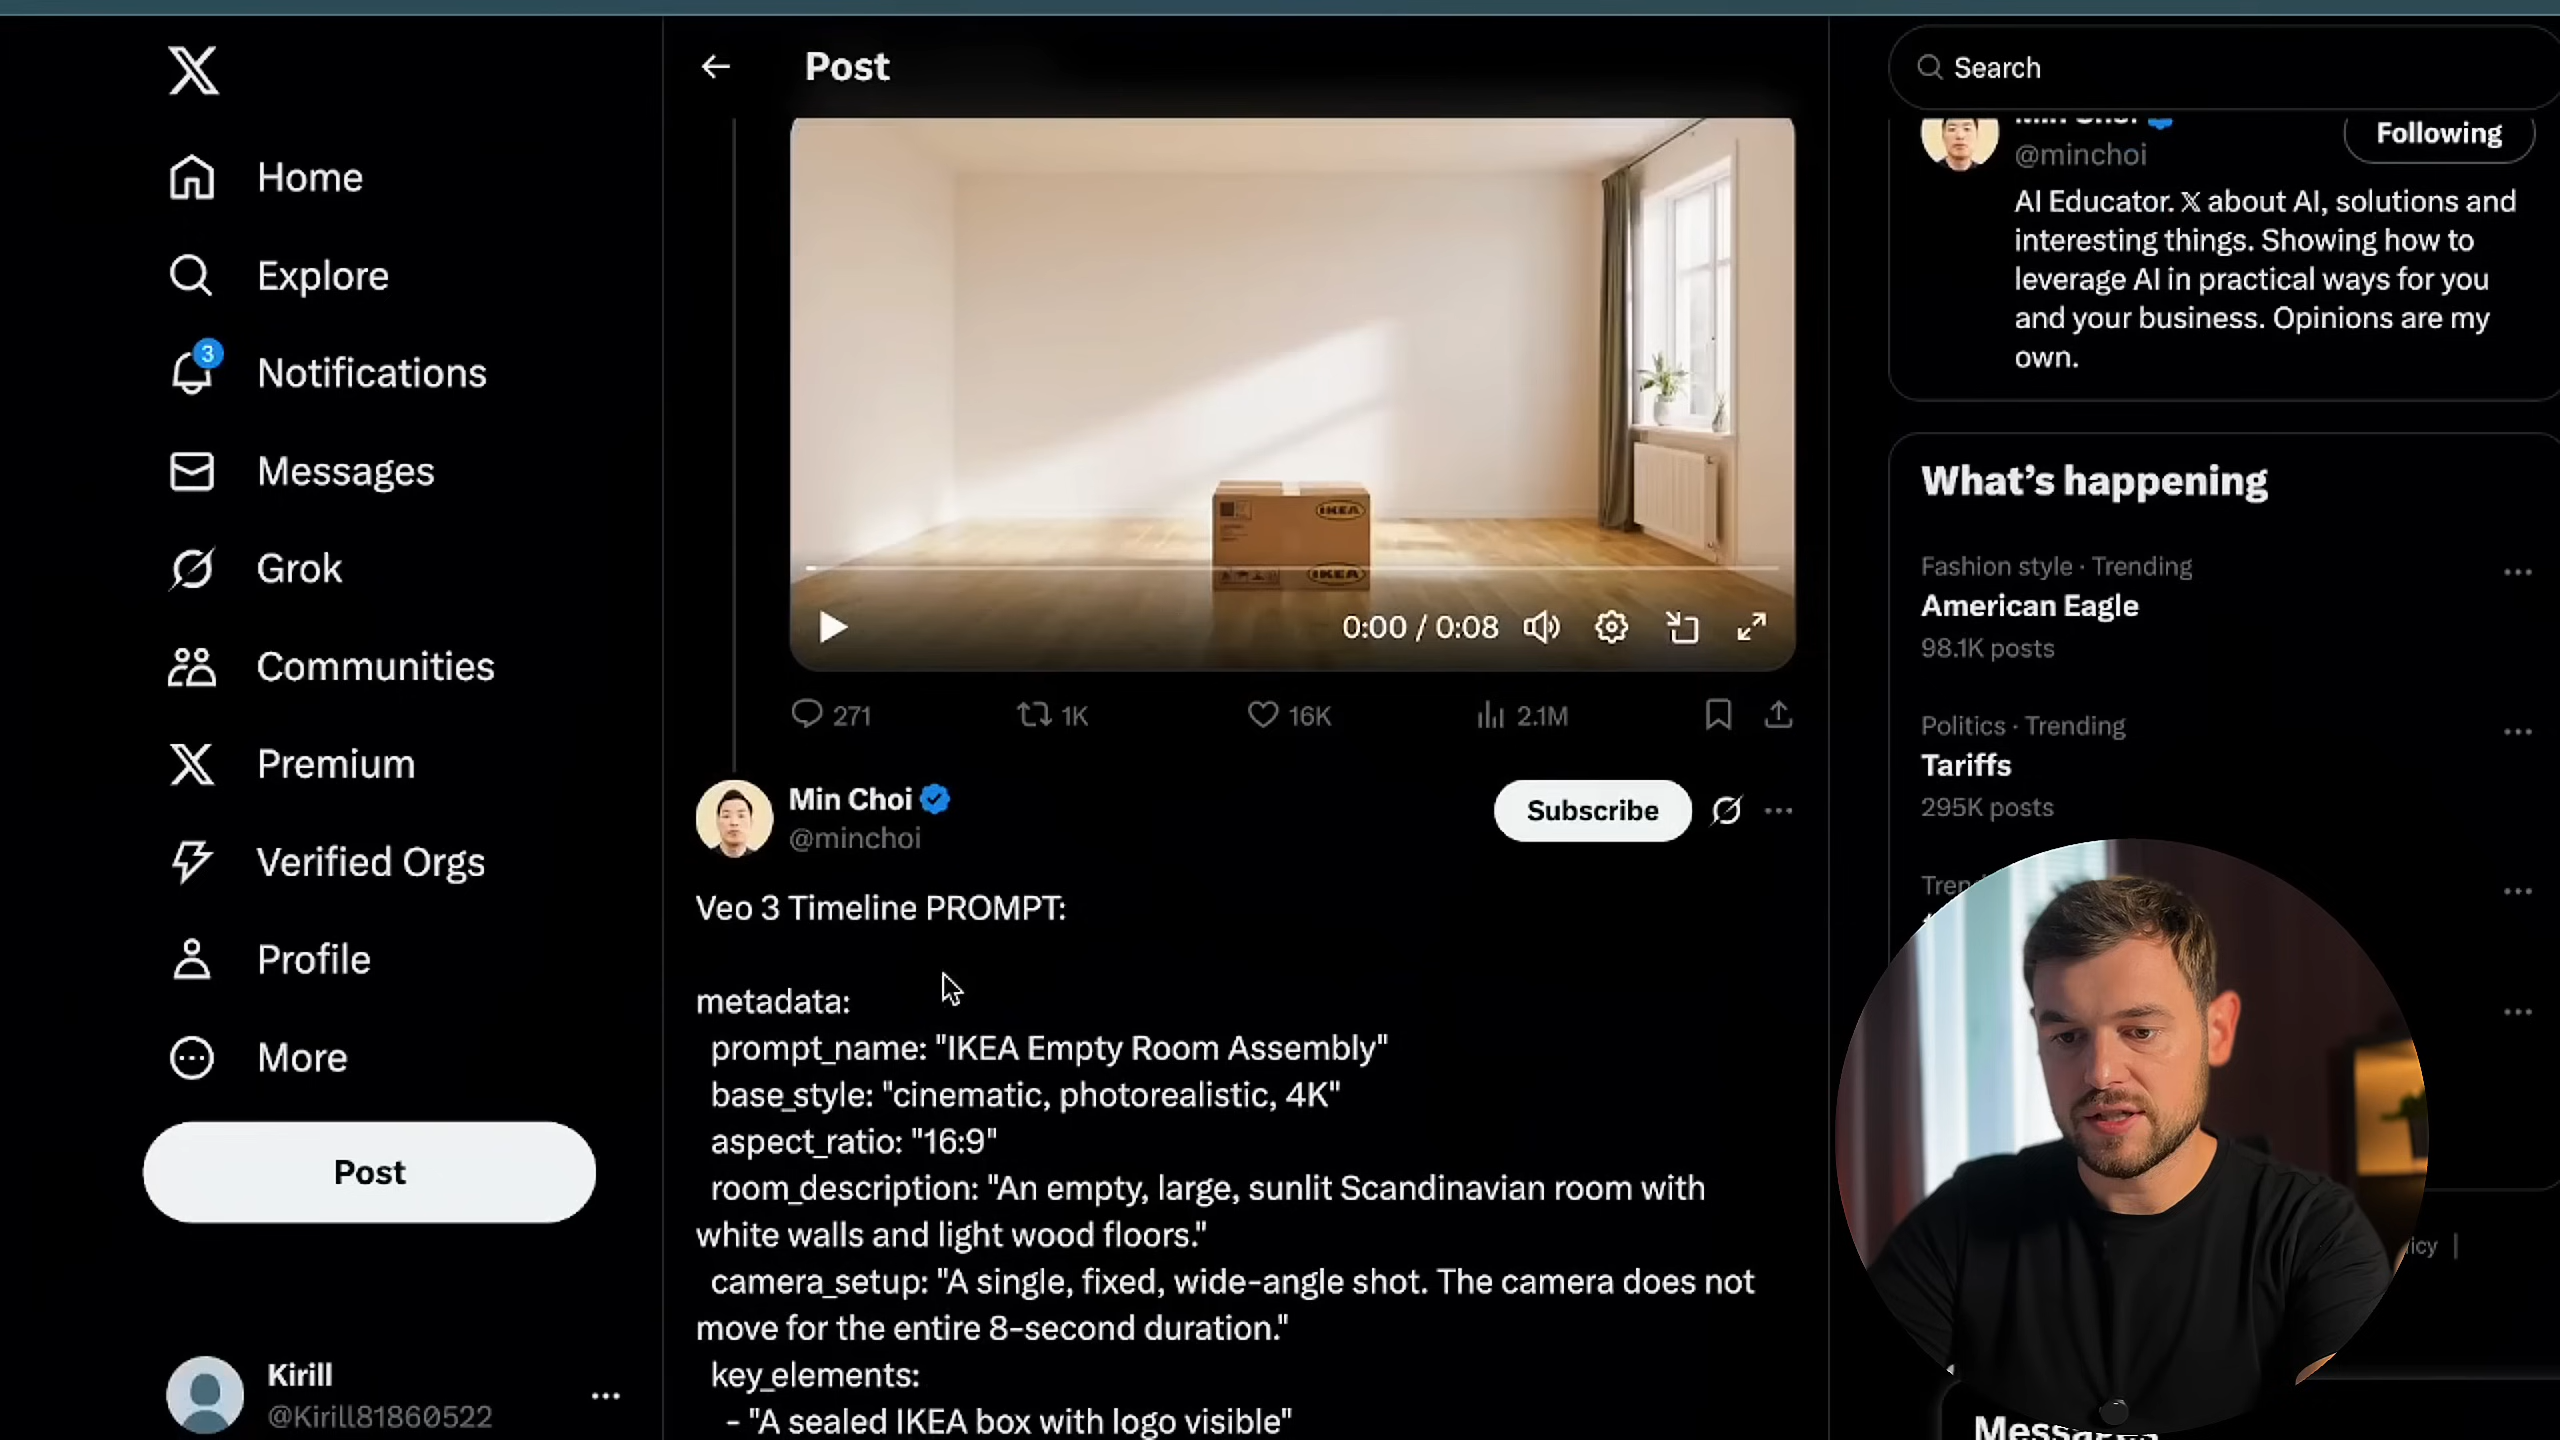 Home
Explore
3
Notifications
Messages
Grok
Communities
Premium
Verified Orgs
Profile
More
Post
Kirill
@Kirill81860522
Post
IKEA
IKEA
0:00 / 0:08
271
1K
16K
2.1M
Min Choi
@minchoi
Subscribe
Veo 3 Timeline PROMPT:
metadata:
prompt_name: "IKEA Empty Room Assembly"
base_style: "cinematic, photorealistic, 4K"
aspect_ratio: "16:9"
room_description: "An empty, large, sunlit Scandinavian room with
white walls and light wood floors."
camera_setup: "A single, fixed, wide-angle shot. The camera does not
move for the entire 8-second duration."
key_elements:
- "A sealed IKEA box with logo visible"
Search
Min Choi
Following
@minchoi
AI Educator. 𝕏 about AI, solutions and
interesting things. Showing how to
leverage AI in practical ways for you
and your business. Opinions are my
own.
What's happening
Fashion style · Trending
American Eagle
98.1K posts
Politics · Trending
Tariffs
295K posts
Messages